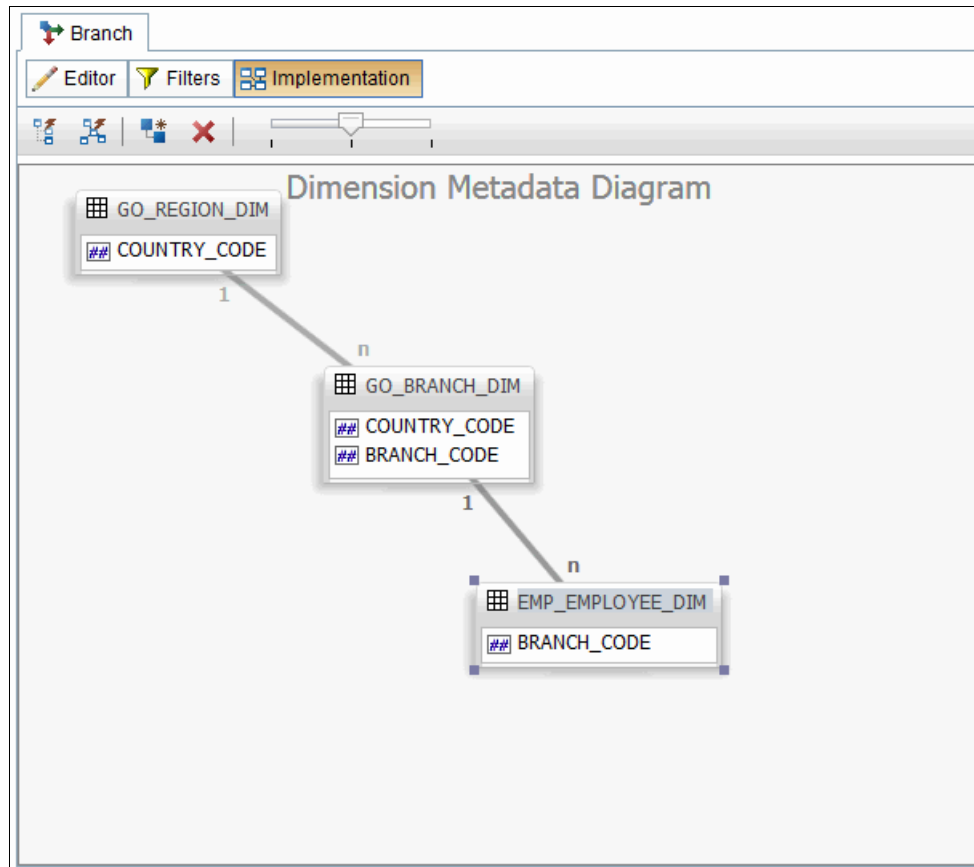 Branch
Editor Filters Implementation
Dimension Metadata Diagram
GO_REGION_DIM
## COUNTRY_CODE
1
n
GO_BRANCH_DIM
## COUNTRY_CODE
## BRANCH_CODE
1
n
EMP_EMPLOYEE_DIM
## BRANCH_CODE